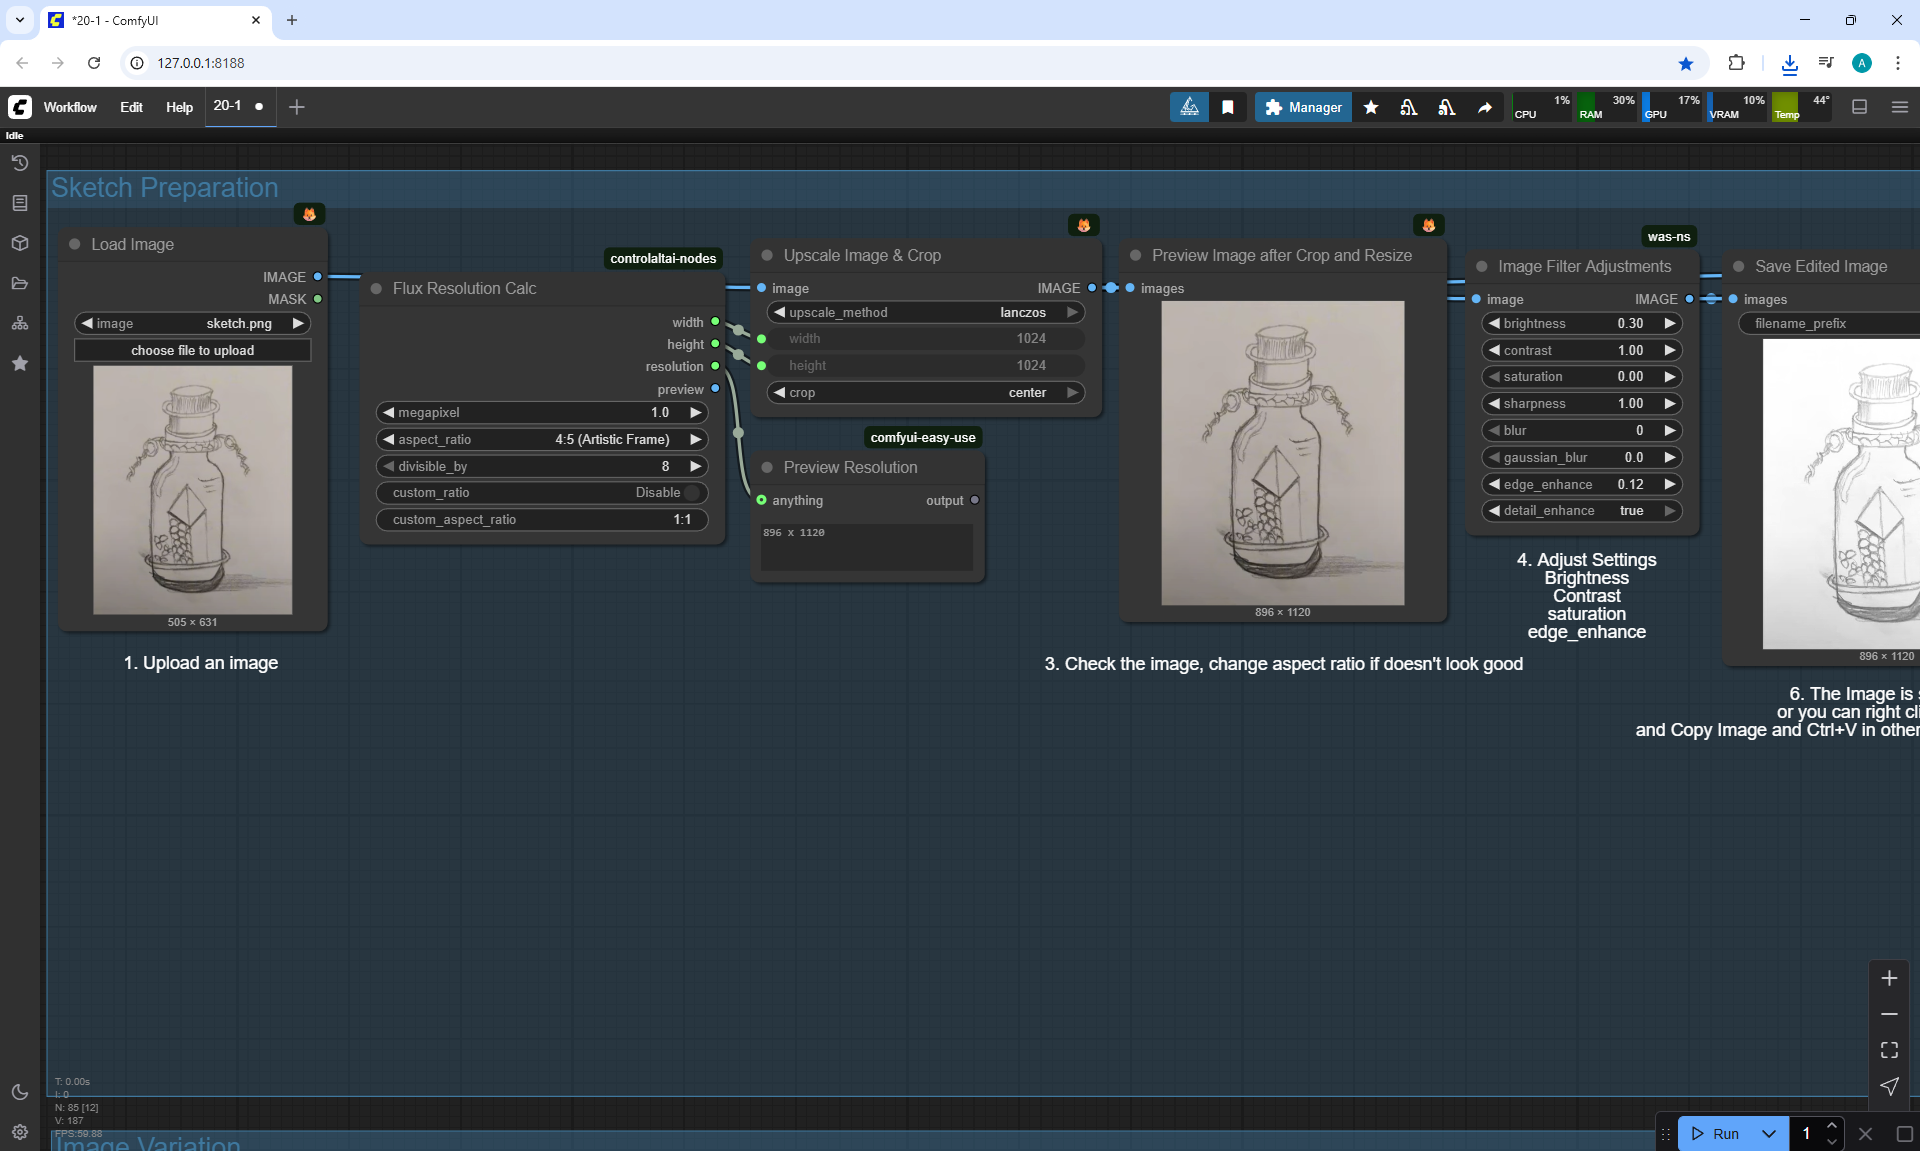 *20-1 - ComfyUI
127.0.0.1:8188
A
Workflow Edit Help 20-1
Manager
CPU 1% RAM 30% GPU 17% VRAM 10% Temp 44°
Idle
Sketch Preparation
Load Image
IMAGE
MASK
image sketch.png
choose file to upload
505 × 631
1. Upload an image
controlaltai-nodes
Flux Resolution Calc
width
height
resolution
preview
megapixel 1.0
aspect_ratio 4:5 (Artistic Frame)
divisible_by 8
custom_ratio Disable
custom_aspect_ratio 1:1
Upscale Image & Crop
image IMAGE
upscale_method lanczos
width 1024
height 1024
crop center
comfyui-easy-use
Preview Resolution
anything output
896 x 1120
Preview Image after Crop and Resize
images
896 × 1120
3. Check the image, change aspect ratio if doesn't look good
was-ns
Image Filter Adjustments
image IMAGE
brightness 0.30
contrast 1.00
saturation 0.00
sharpness 1.00
blur 0
gaussian_blur 0.0
edge_enhance 0.12
detail_enhance true
4. Adjust Settings
Brightness
Contrast
saturation
edge_enhance
Save Edited Image
images
filename_prefix
896 × 1120
6. The Image is
or you can right cli
and Copy Image and Ctrl+V in other
T: 0.00s
I: 0
N: 85 [12]
V: 187
FPS:59.88
Image Variation
Run 1